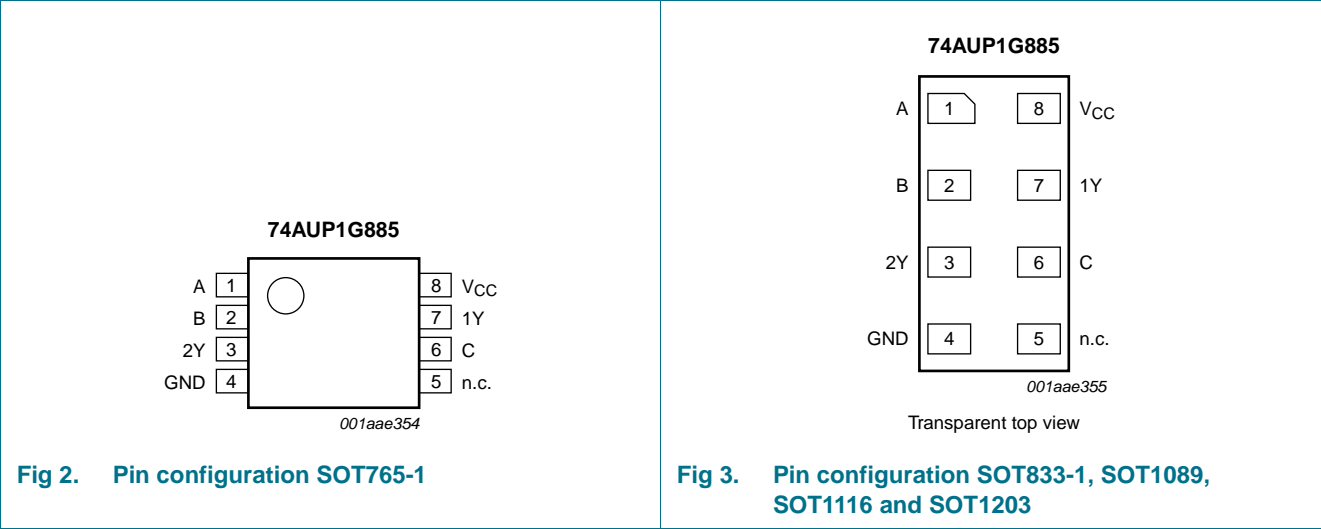 74AUP1G885
A 1 8 VCC
B 2 7 1Y
2Y 3 6 C
GND 4 5 n.c.
001aae354
Fig 2. Pin configuration SOT765-1
74AUP1G885
A 1 8 VCC
B 2 7 1Y
2Y 3 6 C
GND 4 5 n.c.
001aae355
Transparent top view
Fig 3. Pin configuration SOT833-1, SOT1089,
SOT1116 and SOT1203